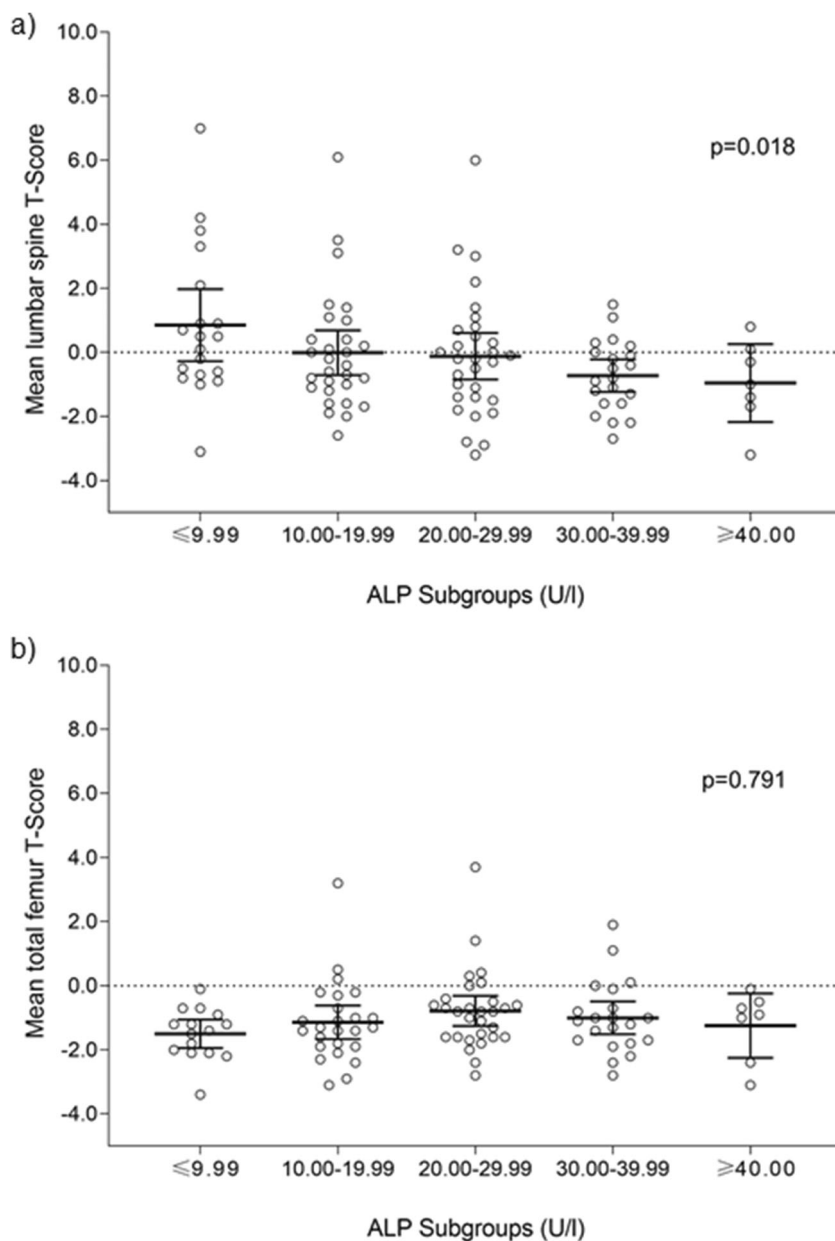 a)
10.0
8.0
6.0
4.0
2.0
0.0
-2.0
-4.0
Mean lumbar spine T-Score
p=0.018
≤9.99 10.00-19.99 20.00-29.99 30.00-39.99 ≥40.00
ALP Subgroups (U/l)
b)
10.0
8.0
6.0
4.0
2.0
0.0
-2.0
-4.0
Mean total femur T-Score
p=0.791
≤9.99 10.00-19.99 20.00-29.99 30.00-39.99 ≥40.00
ALP Subgroups (U/l)